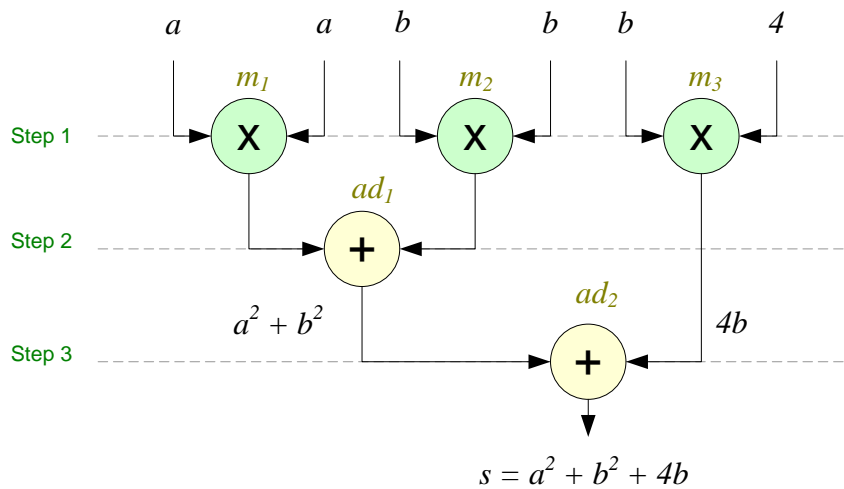 a a b b b 4
m₁ m₂ m₃
Step 1 X X X
ad₁
Step 2 +
ad₂
a² + b² 4b
Step 3 +
s = a² + b² + 4b